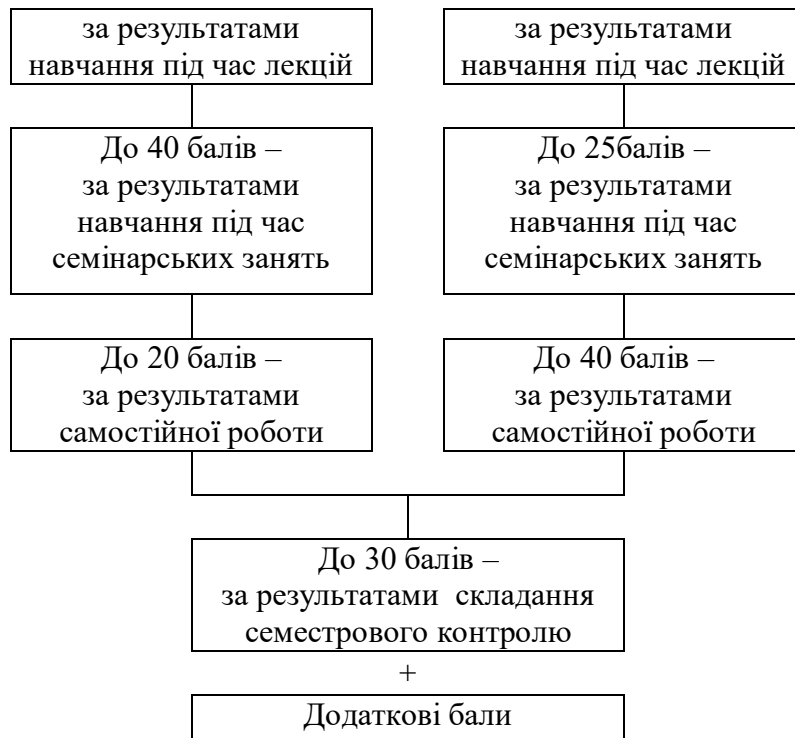 за результатами
навчання під час лекцій
за результатами
навчання під час лекцій
До 40 балів –
за результатами
навчання під час
семінарських занять
До 25балів –
за результатами
навчання під час
семінарських занять
До 20 балів –
за результатами
самостійної роботи
До 40 балів –
за результатами
самостійної роботи
До 30 балів –
за результатами складання
семестрового контролю
+
Додаткові бали